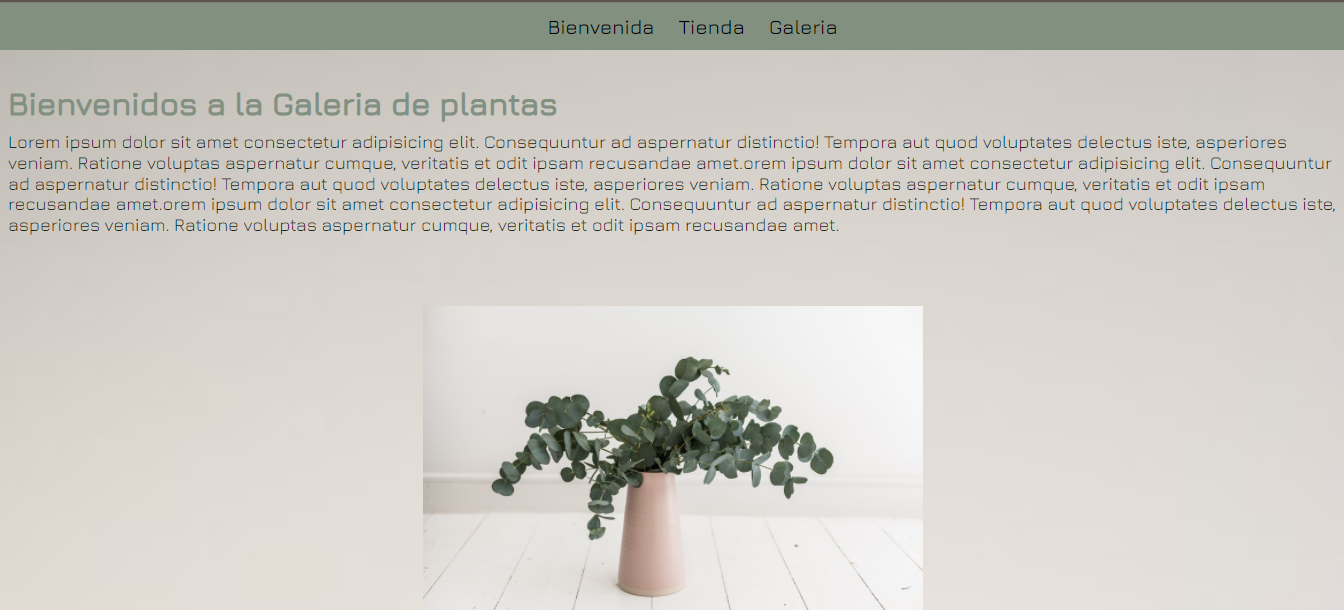 Bienvenida Tienda Galeria
Bienvenidos a la Galeria de plantas
Lorem ipsum dolor sit amet consectetur adipisicing elit. Consequuntur ad aspernatur distinctio! Tempora aut quod voluptates delectus iste, asperiores
veniam. Ratione voluptas aspernatur cumque, veritatis et odit ipsam recusandae amet.orem ipsum dolor sit amet consectetur adipisicing elit. Consequuntur
ad aspernatur distinctio! Tempora aut quod voluptates delectus iste, asperiores veniam. Ratione voluptas aspernatur cumque, veritatis et odit ipsam
recusandae amet.orem ipsum dolor sit amet consectetur adipisicing elit. Consequuntur ad aspernatur distinctio! Tempora aut quod voluptates delectus iste,
asperiores veniam. Ratione voluptas aspernatur cumque, veritatis et odit ipsam recusandae amet.